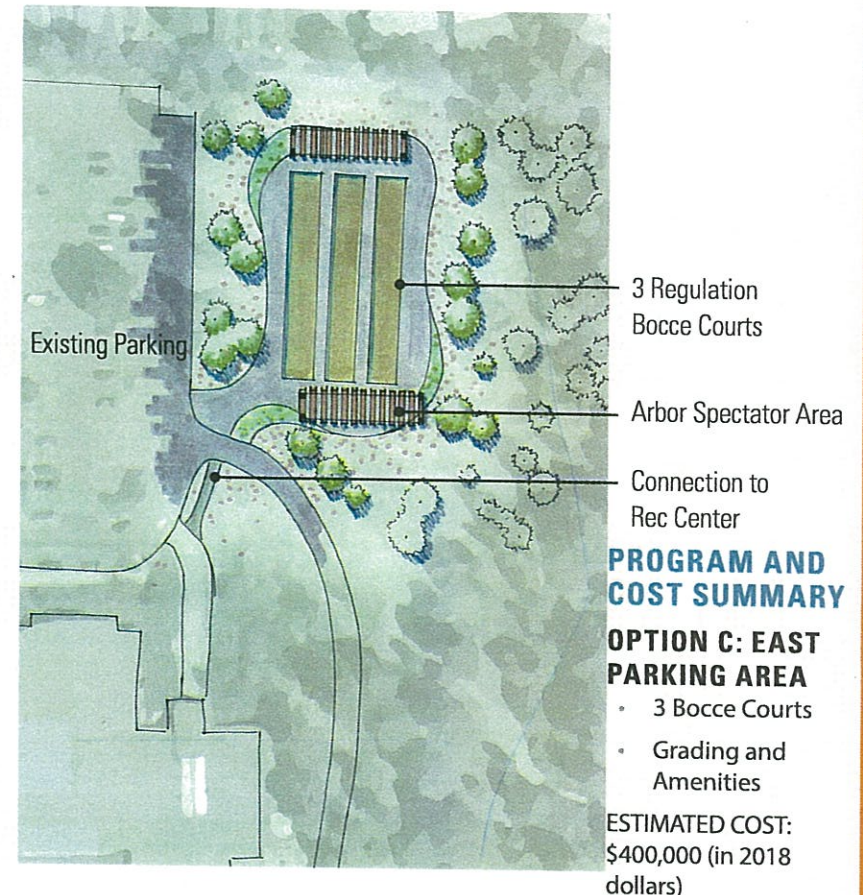 3 Regulation
Bocce Courts
Existing Parking
Arbor Spectator Area
Connection to
Rec Center
PROGRAM AND
COST SUMMARY
OPTION C: EAST
PARKING AREA
• 3 Bocce Courts
• Grading and
Amenities
ESTIMATED COST:
$400,000 (in 2018
dollars)